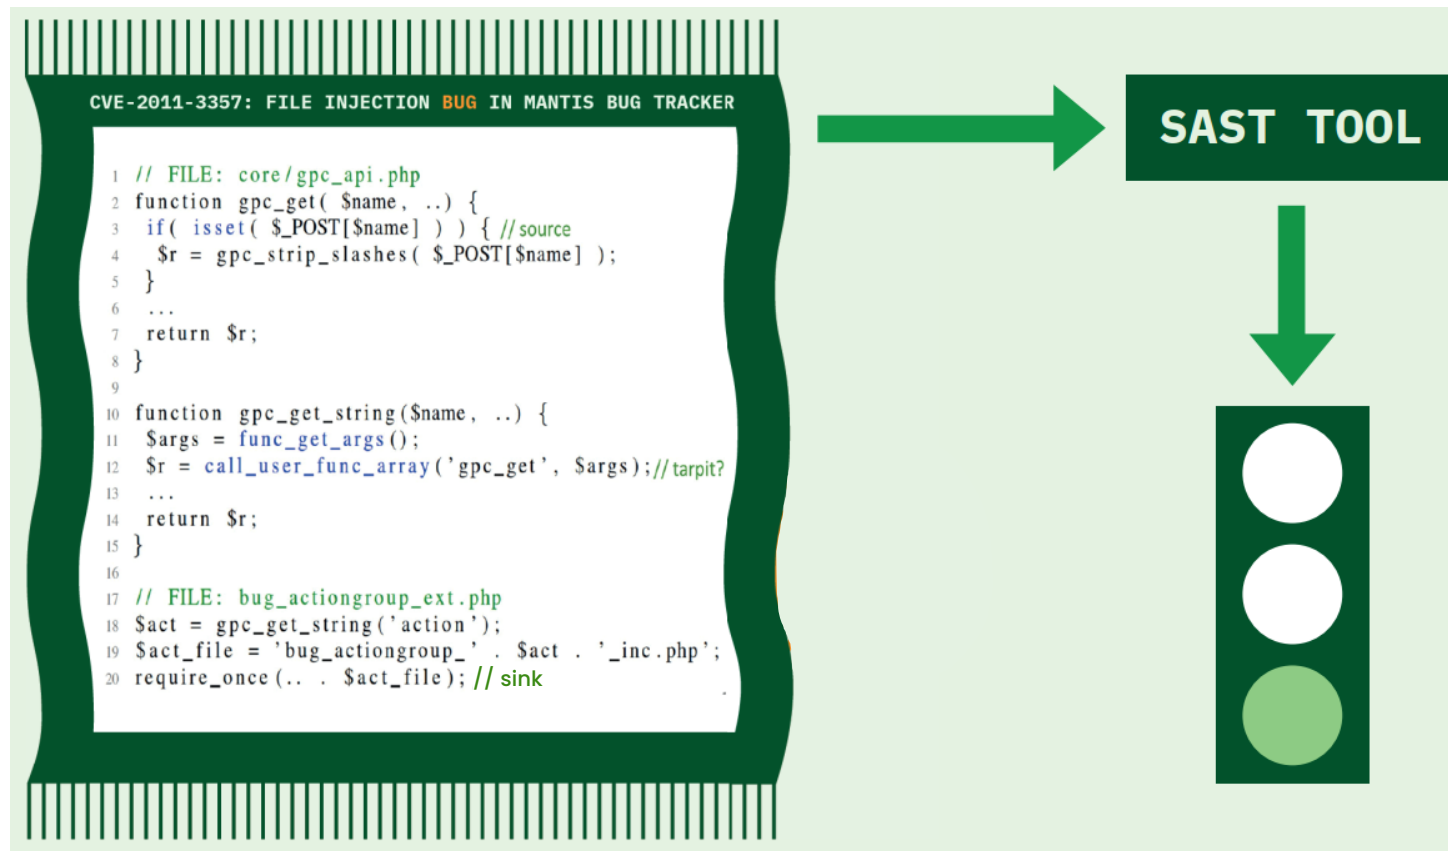 CVE-2011-3357: FILE INJECTION BUG IN MANTIS BUG TRACKER
SAST TOOL
1 // FILE: core/gpc_api.php
2 function gpc_get( $name, ..) {
3 if( isset( $_POST[$name] ) ) { // source
4 $r = gpc_strip_slashes( $_POST[$name] );
5 }
6 ...
7 return $r;
8 }
9
10 function gpc_get_string($name, ..) {
11 $args = func_get_args();
12 $r = call_user_func_array('gpc_get', $args);// tarpit?
13 ...
14 return $r;
15 }
16
17 // FILE: bug_actiongroup_ext.php
18 $act = gpc_get_string('action');
19 $act_file = 'bug_actiongroup_' . $act . '_inc.php';
20 require_once(.. . $act_file); // sink